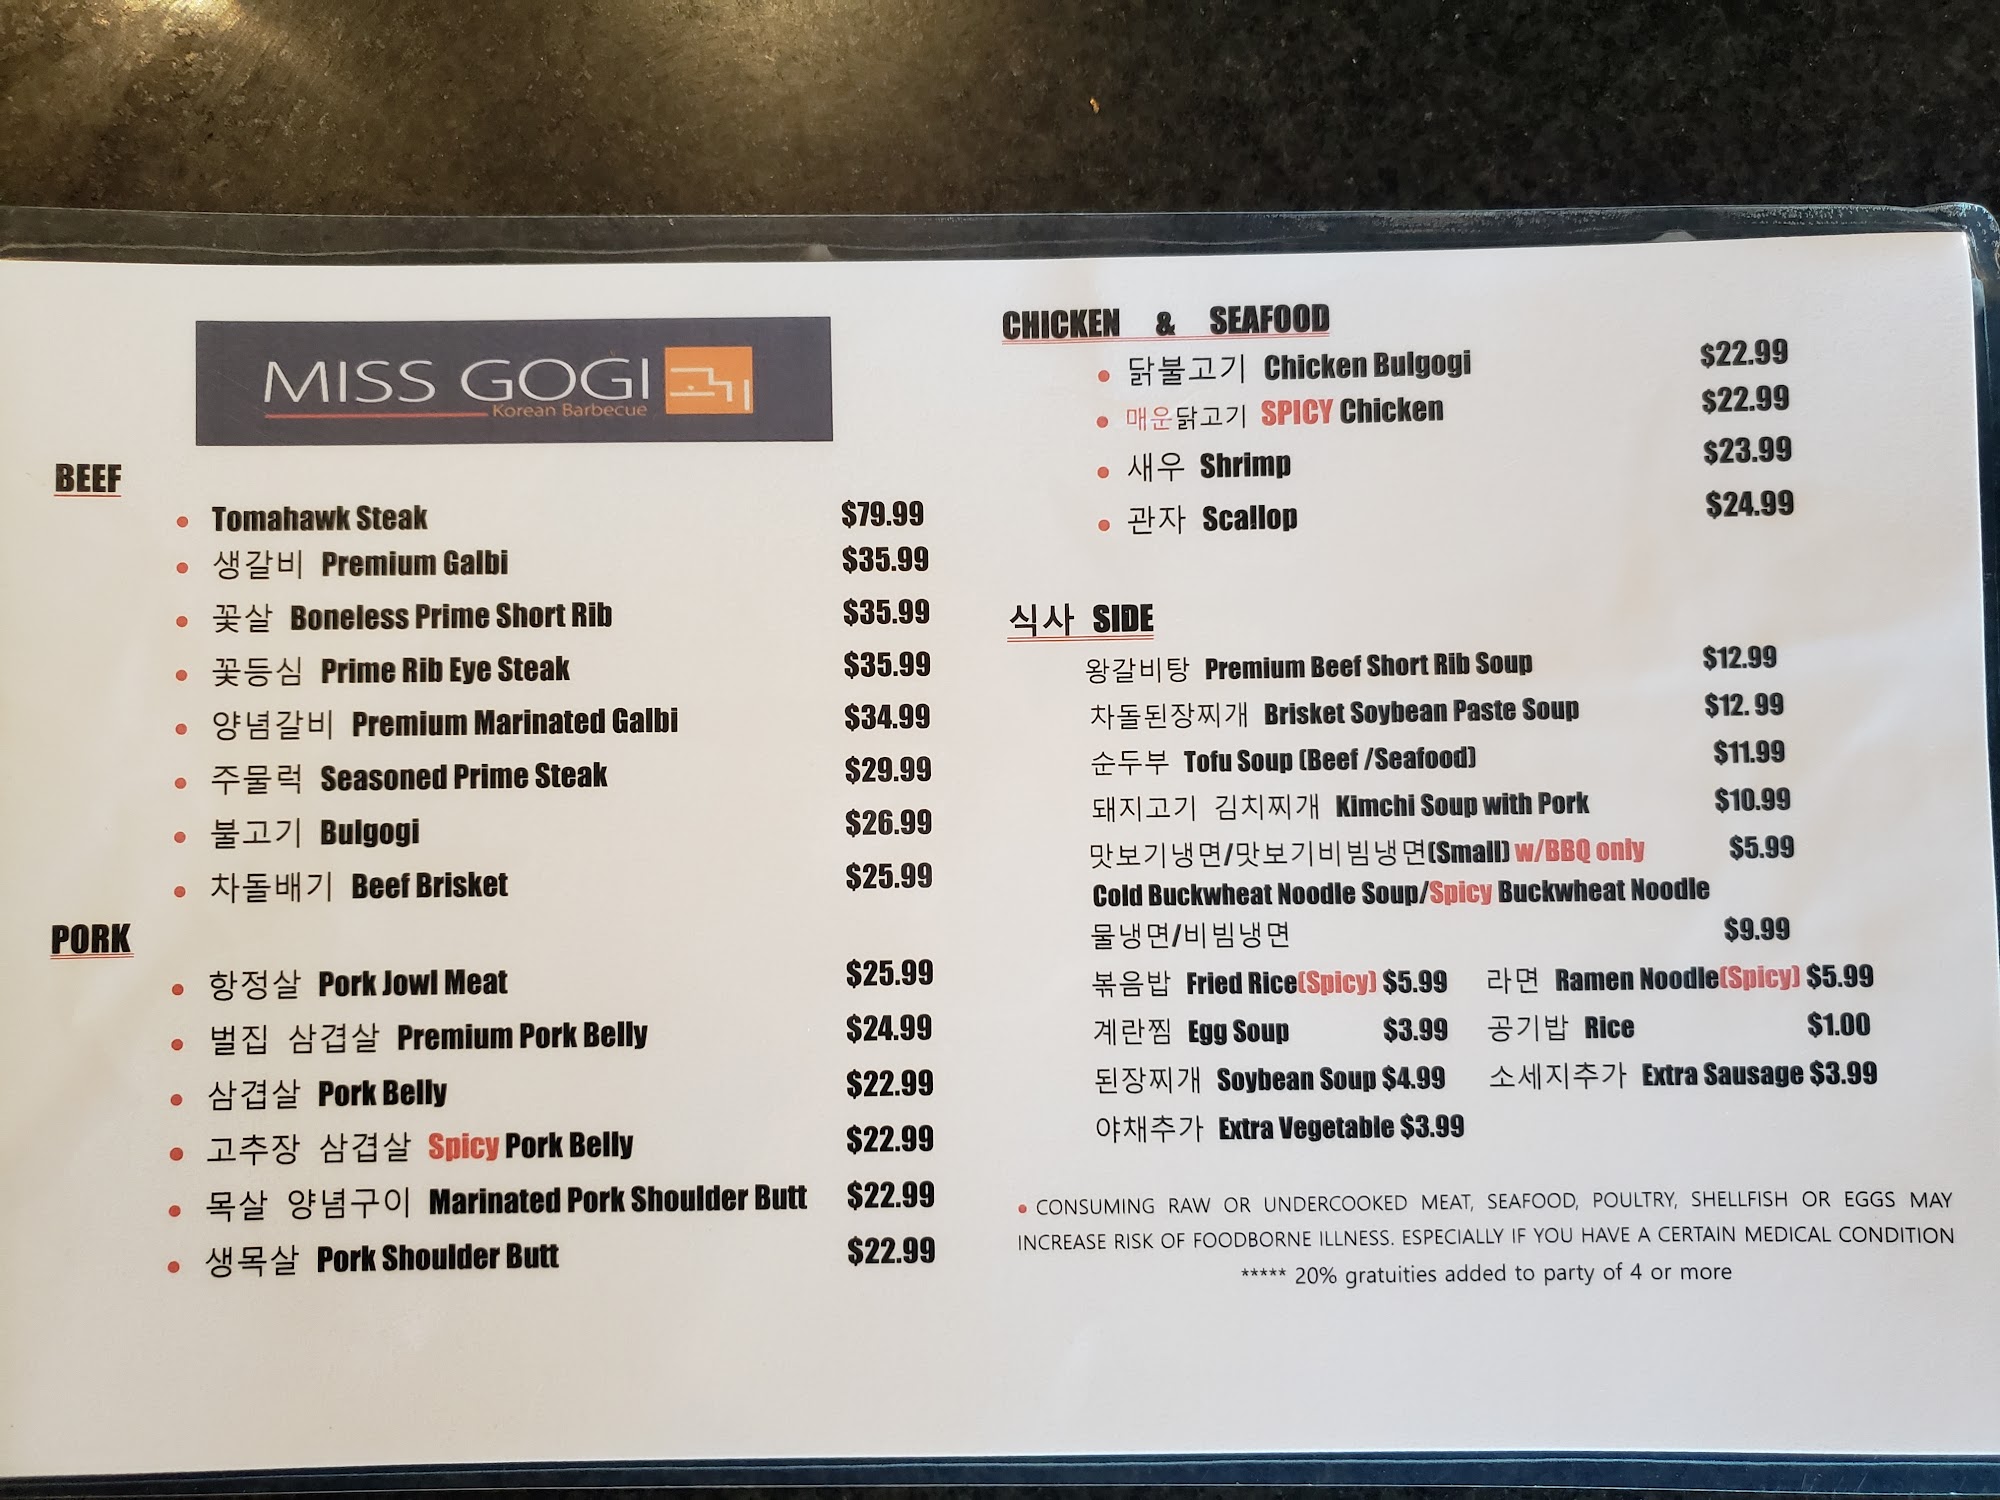 MISS GOGI 고기
Korean Barbecue
BEEF
• Tomahawk Steak $79.99
• 생갈비 Premium Galbi $35.99
• 꽃살 Boneless Prime Short Rib $35.99
• 꽃등심 Prime Rib Eye Steak $35.99
• 양념갈비 Premium Marinated Galbi $34.99
• 주물럭 Seasoned Prime Steak $29.99
• 불고기 Bulgogi $26.99
• 차돌배기 Beef Brisket $25.99
PORK
• 항정살 Pork Jowl Meat $25.99
• 벌집 삼겹살 Premium Pork Belly $24.99
• 삼겹살 Pork Belly $22.99
• 고추장 삼겹살 Spicy Pork Belly $22.99
• 목살 양념구이 Marinated Pork Shoulder Butt $22.99
• 생목살 Pork Shoulder Butt $22.99
CHICKEN & SEAFOOD
• 닭불고기 Chicken Bulgogi $22.99
• 매운닭고기 SPICY Chicken $22.99
• 새우 Shrimp $23.99
• 관자 Scallop $24.99
식사 SIDE
왕갈비탕 Premium Beef Short Rib Soup $12.99
차돌된장찌개 Brisket Soybean Paste Soup $12. 99
순두부 Tofu Soup (Beef /Seafood) $11.99
돼지고기 김치찌개 Kimchi Soup with Pork $10.99
맛보기냉면/맛보기비빔냉면(Small) w/BBQ only $5.99
Cold Buckwheat Noodle Soup/Spicy Buckwheat Noodle
물냉면/비빔냉면 $9.99
볶음밥 Fried Rice(Spicy) $5.99 라면 Ramen Noodle(Spicy) $5.99
계란찜 Egg Soup $3.99 공기밥 Rice $1.00
된장찌개 Soybean Soup $4.99 소세지추가 Extra Sausage $3.99
야채추가 Extra Vegetable $3.99
• CONSUMING RAW OR UNDERCOOKED MEAT, SEAFOOD, POULTRY, SHELLFISH OR EGGS MAY
INCREASE RISK OF FOODBORNE ILLNESS. ESPECIALLY IF YOU HAVE A CERTAIN MEDICAL CONDITION
***** 20% gratuities added to party of 4 or more